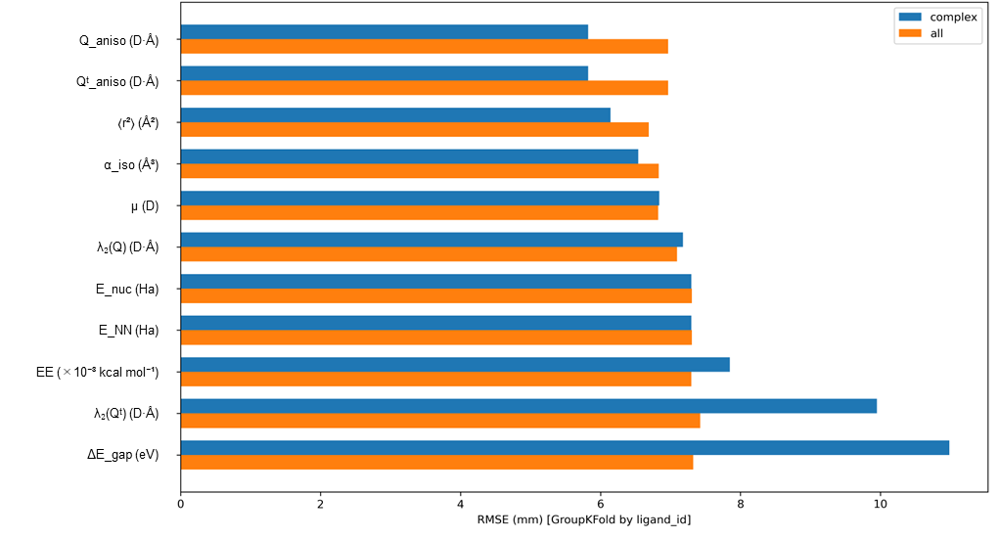 complex
all
Q_aniso (D·Å)
Qᵗ_aniso (D·Å)
⟨r²⟩ (Å²)
α_iso (Å³)
μ (D)
λ₂(Q) (D·Å)
E_nuc (Ha)
E_NN (Ha)
EE (×10⁻⁸ kcal mol⁻¹)
λ₂(Qᵗ) (D·Å)
ΔE_gap (eV)
0 2 4 6 8 10
RMSE (mm) [GroupKFold by ligand_id]